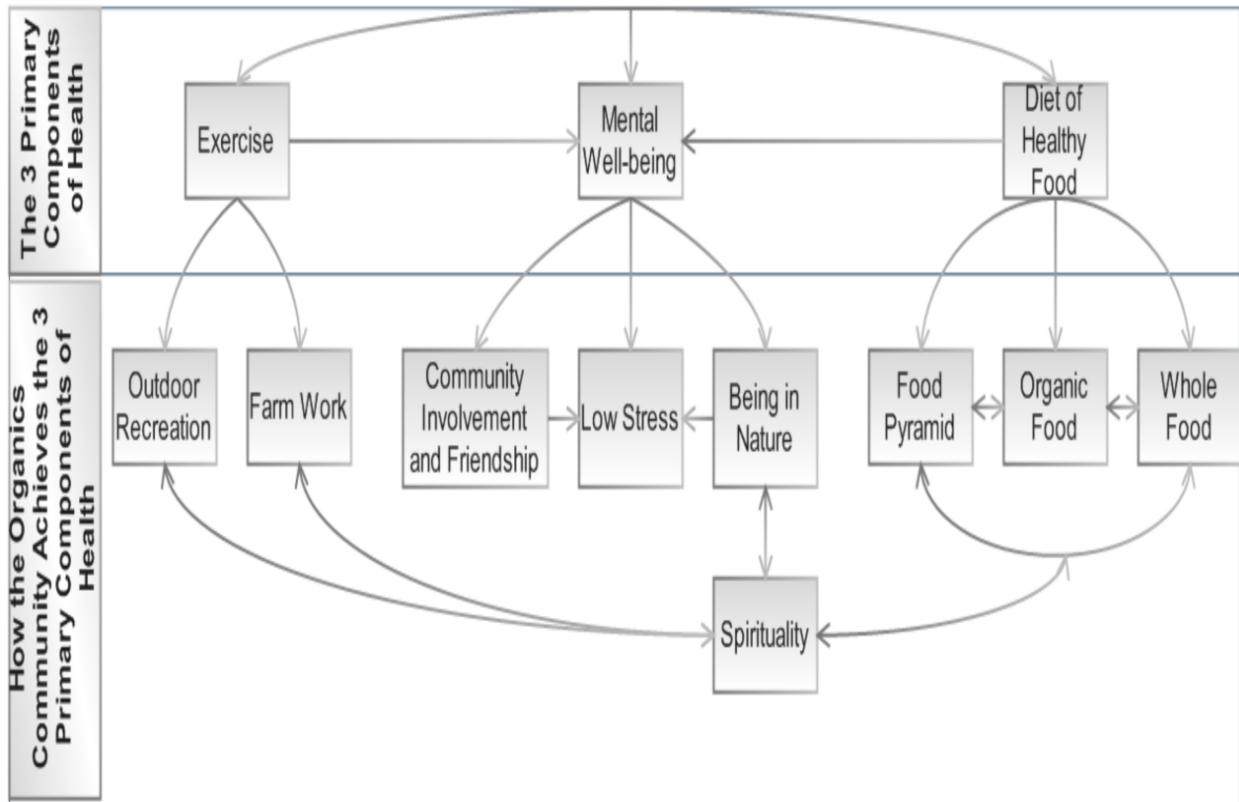 The 3 Primary
Components
of Health
Exercise
Mental
Well-being
Diet of
Healthy
Food
How the Organics
Community Achieves the 3
Primary Components of
Health
Outdoor
Recreation
Farm Work
Community
Involvement
and Friendship
Low Stress
Being in
Nature
Food
Pyramid
Organic
Food
Whole
Food
Spirituality